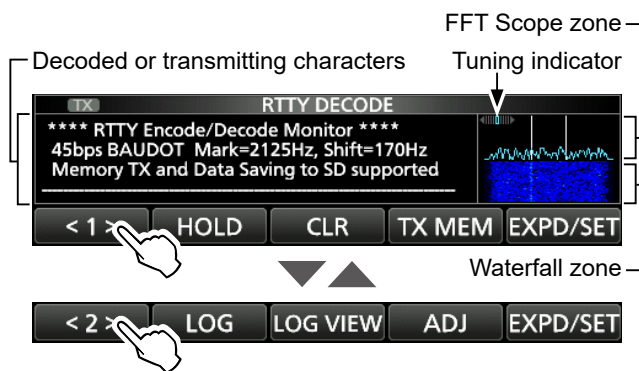 FFT Scope zone
Decoded or transmitting characters
Tuning indicator
TX
RTTY DECODE
**** RTTY Encode/Decode Monitor ****
45bps BAUDOT Mark=2125Hz, Shift=170Hz
Memory TX and Data Saving to SD supported
< 1 > HOLD CLR TX MEM EXPD/SET
Waterfall zone
< 2 > LOG LOG VIEW ADJ EXPD/SET